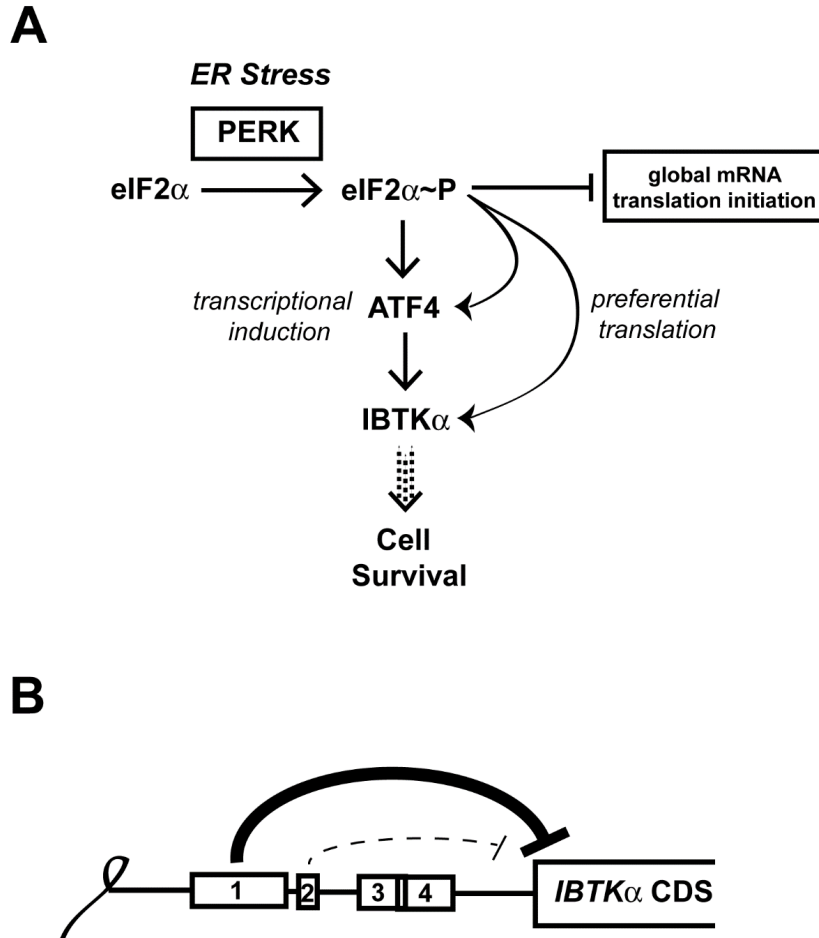 A
ER Stress
PERK
eIF2α
eIF2α~P
global mRNA
translation initiation
transcriptional
induction
ATF4
preferential
translation
IBTKα
Cell
Survival
B
1
2
3
4
IBTKα CDS